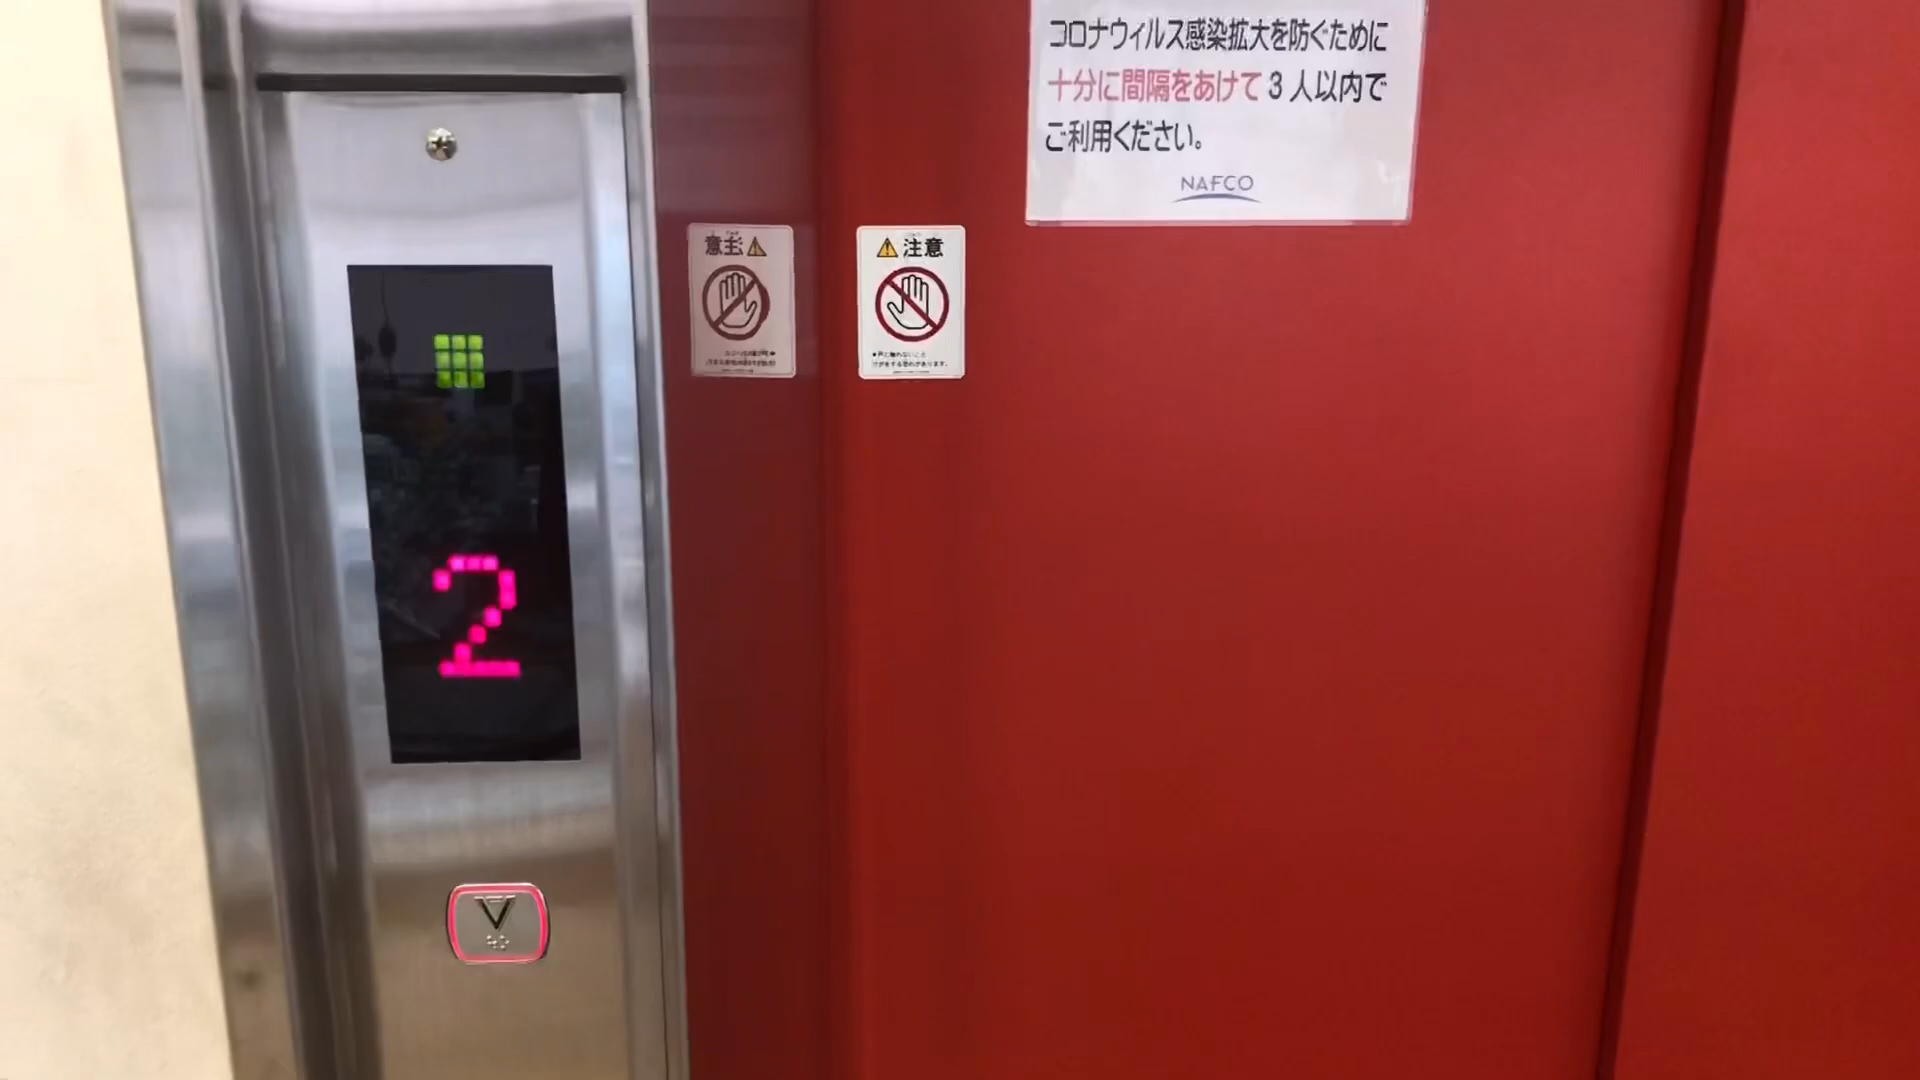 コロナウィルス感染拡大を防ぐために
十分に間隔をあけて3人以内で
ご利用ください。
NAFCO
注意
2